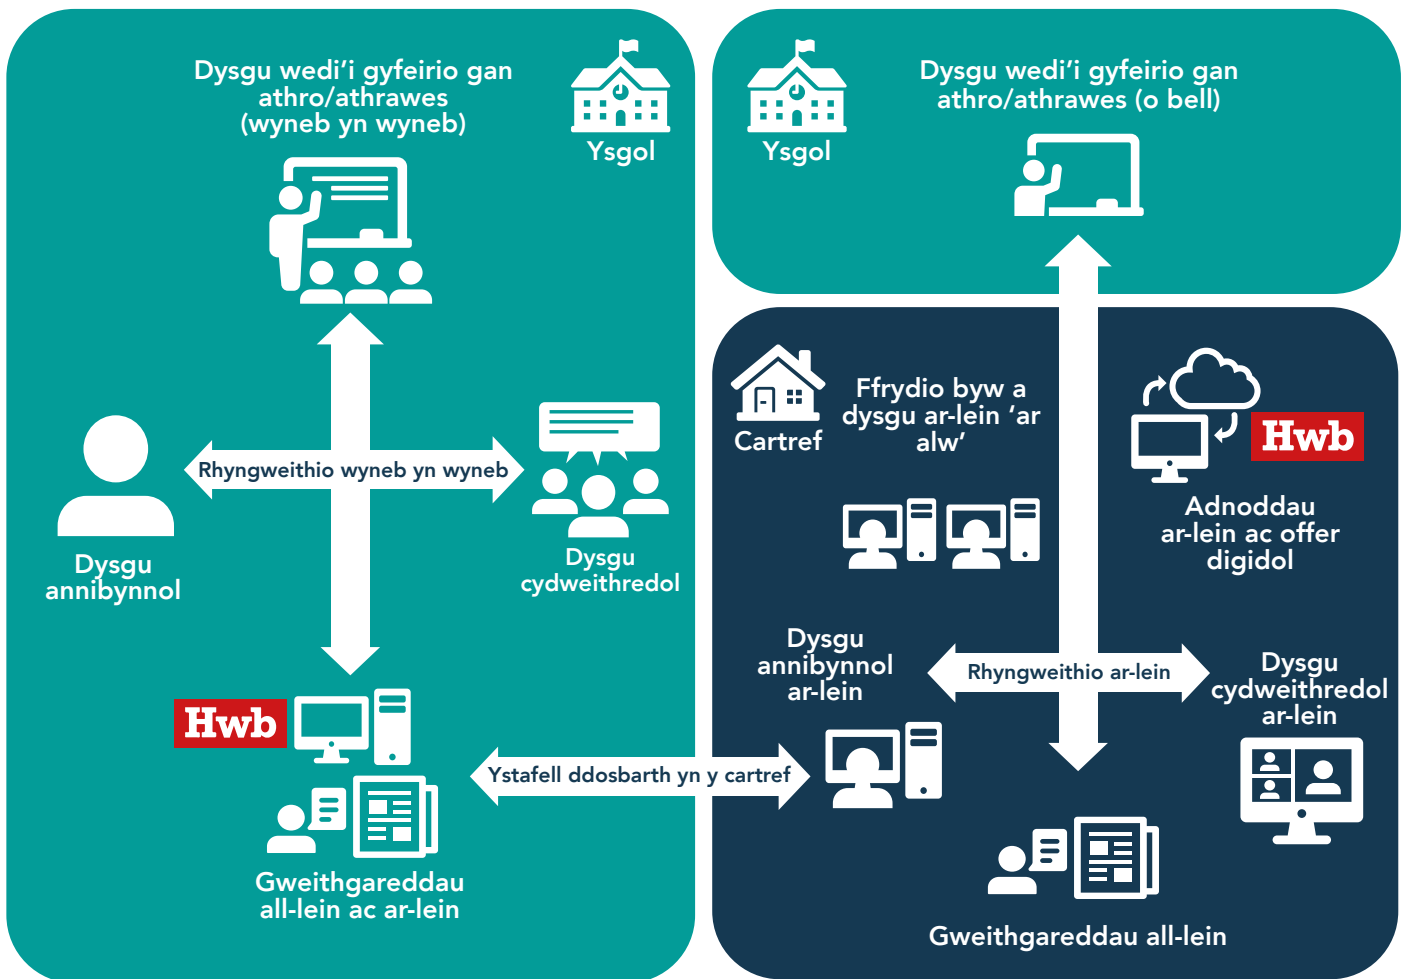 Dysgu wedi’i gyfeirio gan
athro/athrawes
(wyneb yn wyneb)
Ysgol
Rhyngweithio wyneb yn wyneb
Dysgu
annibynnol
Dysgu
cydweithredol
Hwb
Gweithgareddau
all-lein ac ar-lein
Ystafell ddosbarth yn y cartref
Ysgol
Dysgu wedi’i gyfeirio gan
athro/athrawes (o bell)
Cartref
Ffrydio byw a
dysgu ar-lein ‘ar
alw’
Hwb
Adnoddau
ar-lein ac offer
digidol
Dysgu
annibynnol
ar-lein
Rhyngweithio ar-lein
Dysgu
cydweithredol
ar-lein
Gweithgareddau all-lein